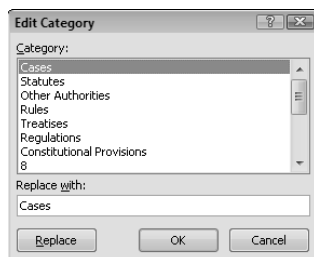 Edit Category
Category:
Cases
Statutes
Other Authorities
Rules
Treatises
Regulations
Constitutional Provisions
8
Replace with:
Cases
Replace OK Cancel